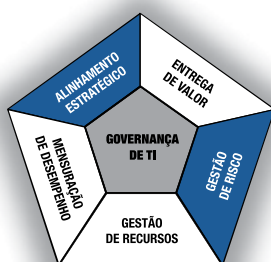 ALINHAMENTO
ESTRATÉGICO
ENTREGA
DE VALOR
MENSURAÇÃO
DE DESEMPENHO
GOVERNANÇA
DE TI
GESTÃO
DE RISCO
GESTÃO
DE RECURSOS